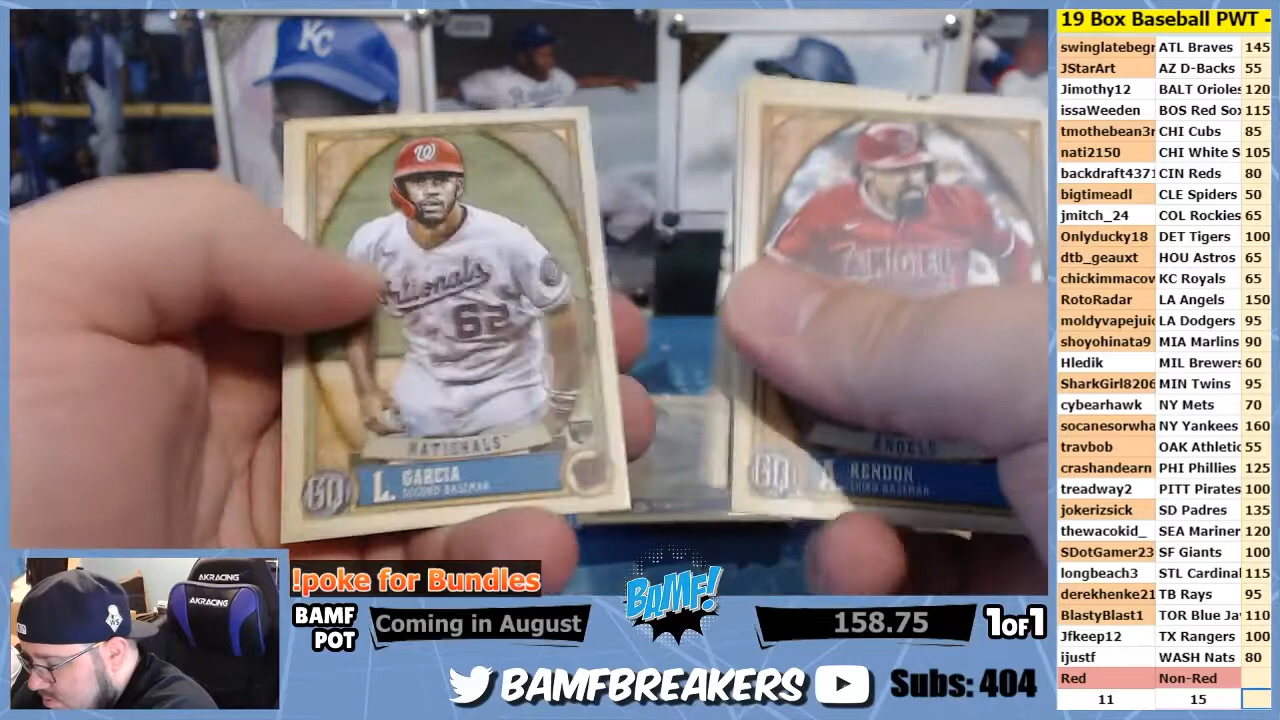 19 Box Baseball PWT -
swinglatebegr ATL Braves 145
JStarArt AZ D-Backs 55
Jimothy12 BALT Orioles 120
issaWeeden BOS Red Sox 115
tmothebean3r CHI Cubs 85
nati2150 CHI White S 105
backdraft4371 CIN Reds 80
bigtimeadl CLE Spiders 50
jmitch_24 COL Rockies 65
Onlyducky18 DET Tigers 100
dtb_geauxt HOU Astros 65
chickimmacov KC Royals 65
RotoRadar LA Angels 150
moldyvapejuic LA Dodgers 95
shoyohinata9 MIA Marlins 90
Hledik MIL Brewers 60
SharkGirl8206 MIN Twins 95
cybearhawk NY Mets 70
socanesorwha NY Yankees 160
travbob OAK Athletic 55
crashandearn PHI Phillies 125
treadway2 PITT Pirates 100
jokerizsick SD Padres 135
thewacokid_ SEA Mariner 120
SDotGamer23 SF Giants 100
longbeach3 STL Cardinal 115
derekhenke21 TB Rays 95
BlastyBlast1 TOR Blue Ja 110
Jfkeep12 TX Rangers 100
ijustf WASH Nats 80
Red Non-Red
11 15
KC
W
Nationals
62
NATIONALS
GQ L. GARCIA
SECOND BASEMAN
ANGELS
ANGELS
GQ A. RENDON
THIRD BASEMAN
AKRACING
AKRACING
!poke for Bundles
BAMF POT
Coming in August
BAMF!
158.75
1OF1
BAMFBREAKERS
Subs: 404